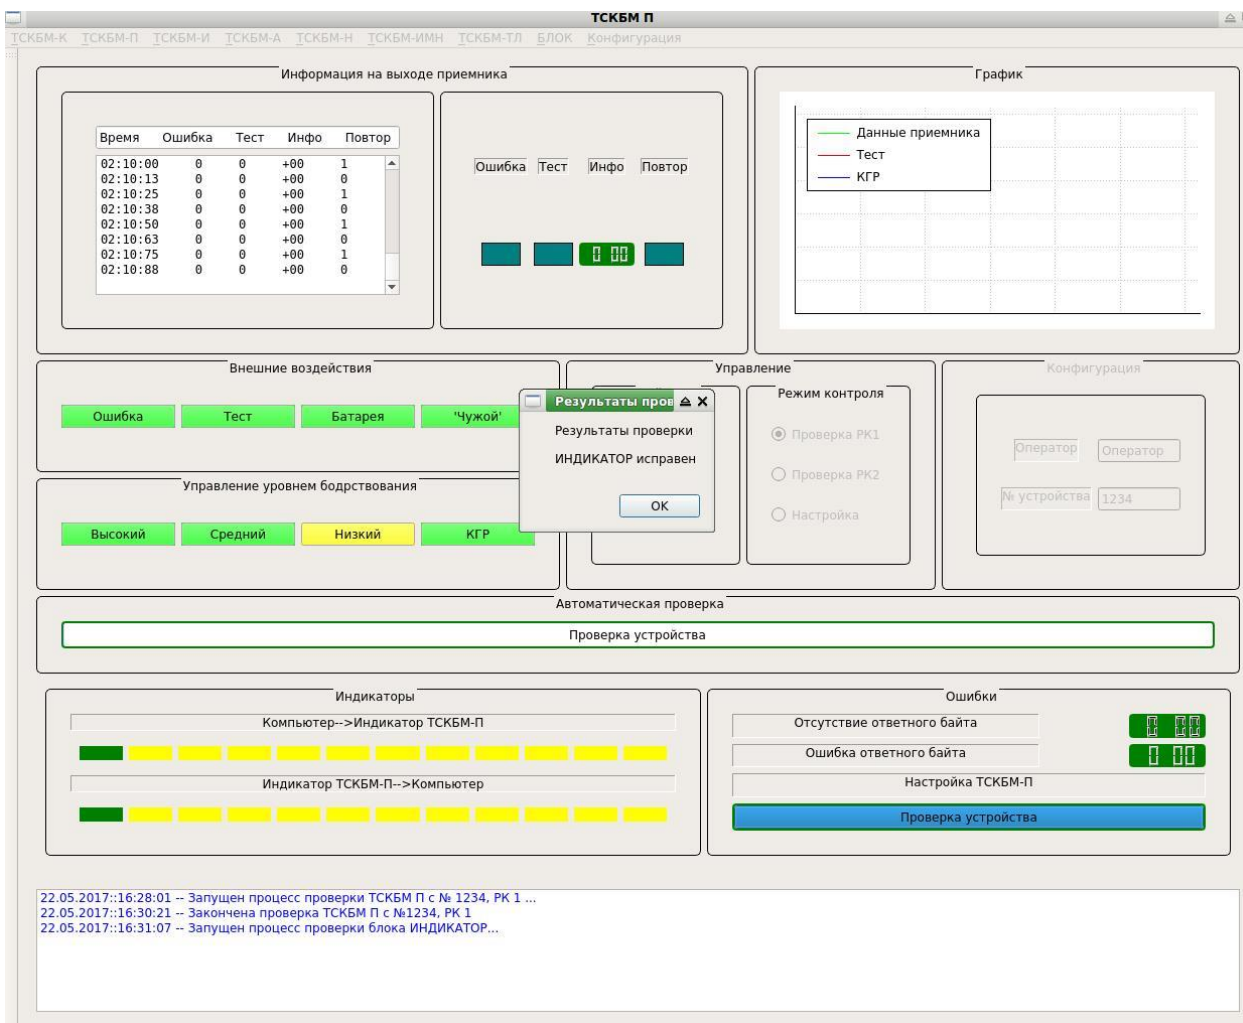 ТСКБМ П
ТСКБМ-К ТСКБМ-П ТСКБМ-И ТСКБМ-А ТСКБМ-Н ТСКБМ-ИМН ТСКБМ-ТЛ БЛОК Конфигурация
Информация на выходе приемника
Время Ошибка Тест Инфо Повтор
02:10:00 0 0 +00 1
02:10:13 0 0 +00 0
02:10:25 0 0 +00 1
02:10:38 0 0 +00 0
02:10:50 0 0 +00 1
02:10:63 0 0 +00 0
02:10:75 0 0 +00 1
02:10:88 0 0 +00 0
Ошибка Тест Инфо Повтор
0 00
График
Данные приемника
Тест
КГР
Внешние воздействия
Ошибка Тест Батарея 'Чужой'
Управление уровнем бодрствования
Высокий Средний Низкий КГР
Управление
Режим контроля
Проверка РК1
Проверка РК2
Настройка
Результаты пров
Результаты проверки
ИНДИКАТОР исправен
OK
Конфигурация
Оператор Оператор
№ устройства 1234
Автоматическая проверка
Проверка устройства
Индикаторы
Компьютер-->Индикатор ТСКБМ-П
Индикатор ТСКБМ-П-->Компьютер
Ошибки
Отсутствие ответного байта 0 00
Ошибка ответного байта 0 00
Настройка ТСКБМ-П
Проверка устройства
22.05.2017::16:28:01 -- Запущен процесс проверки ТСКБМ П с № 1234, РК 1 ...
22.05.2017::16:30:21 -- Закончена проверка ТСКБМ П с №1234, РК 1
22.05.2017::16:31:07 -- Запущен процесс проверки блока ИНДИКАТОР...